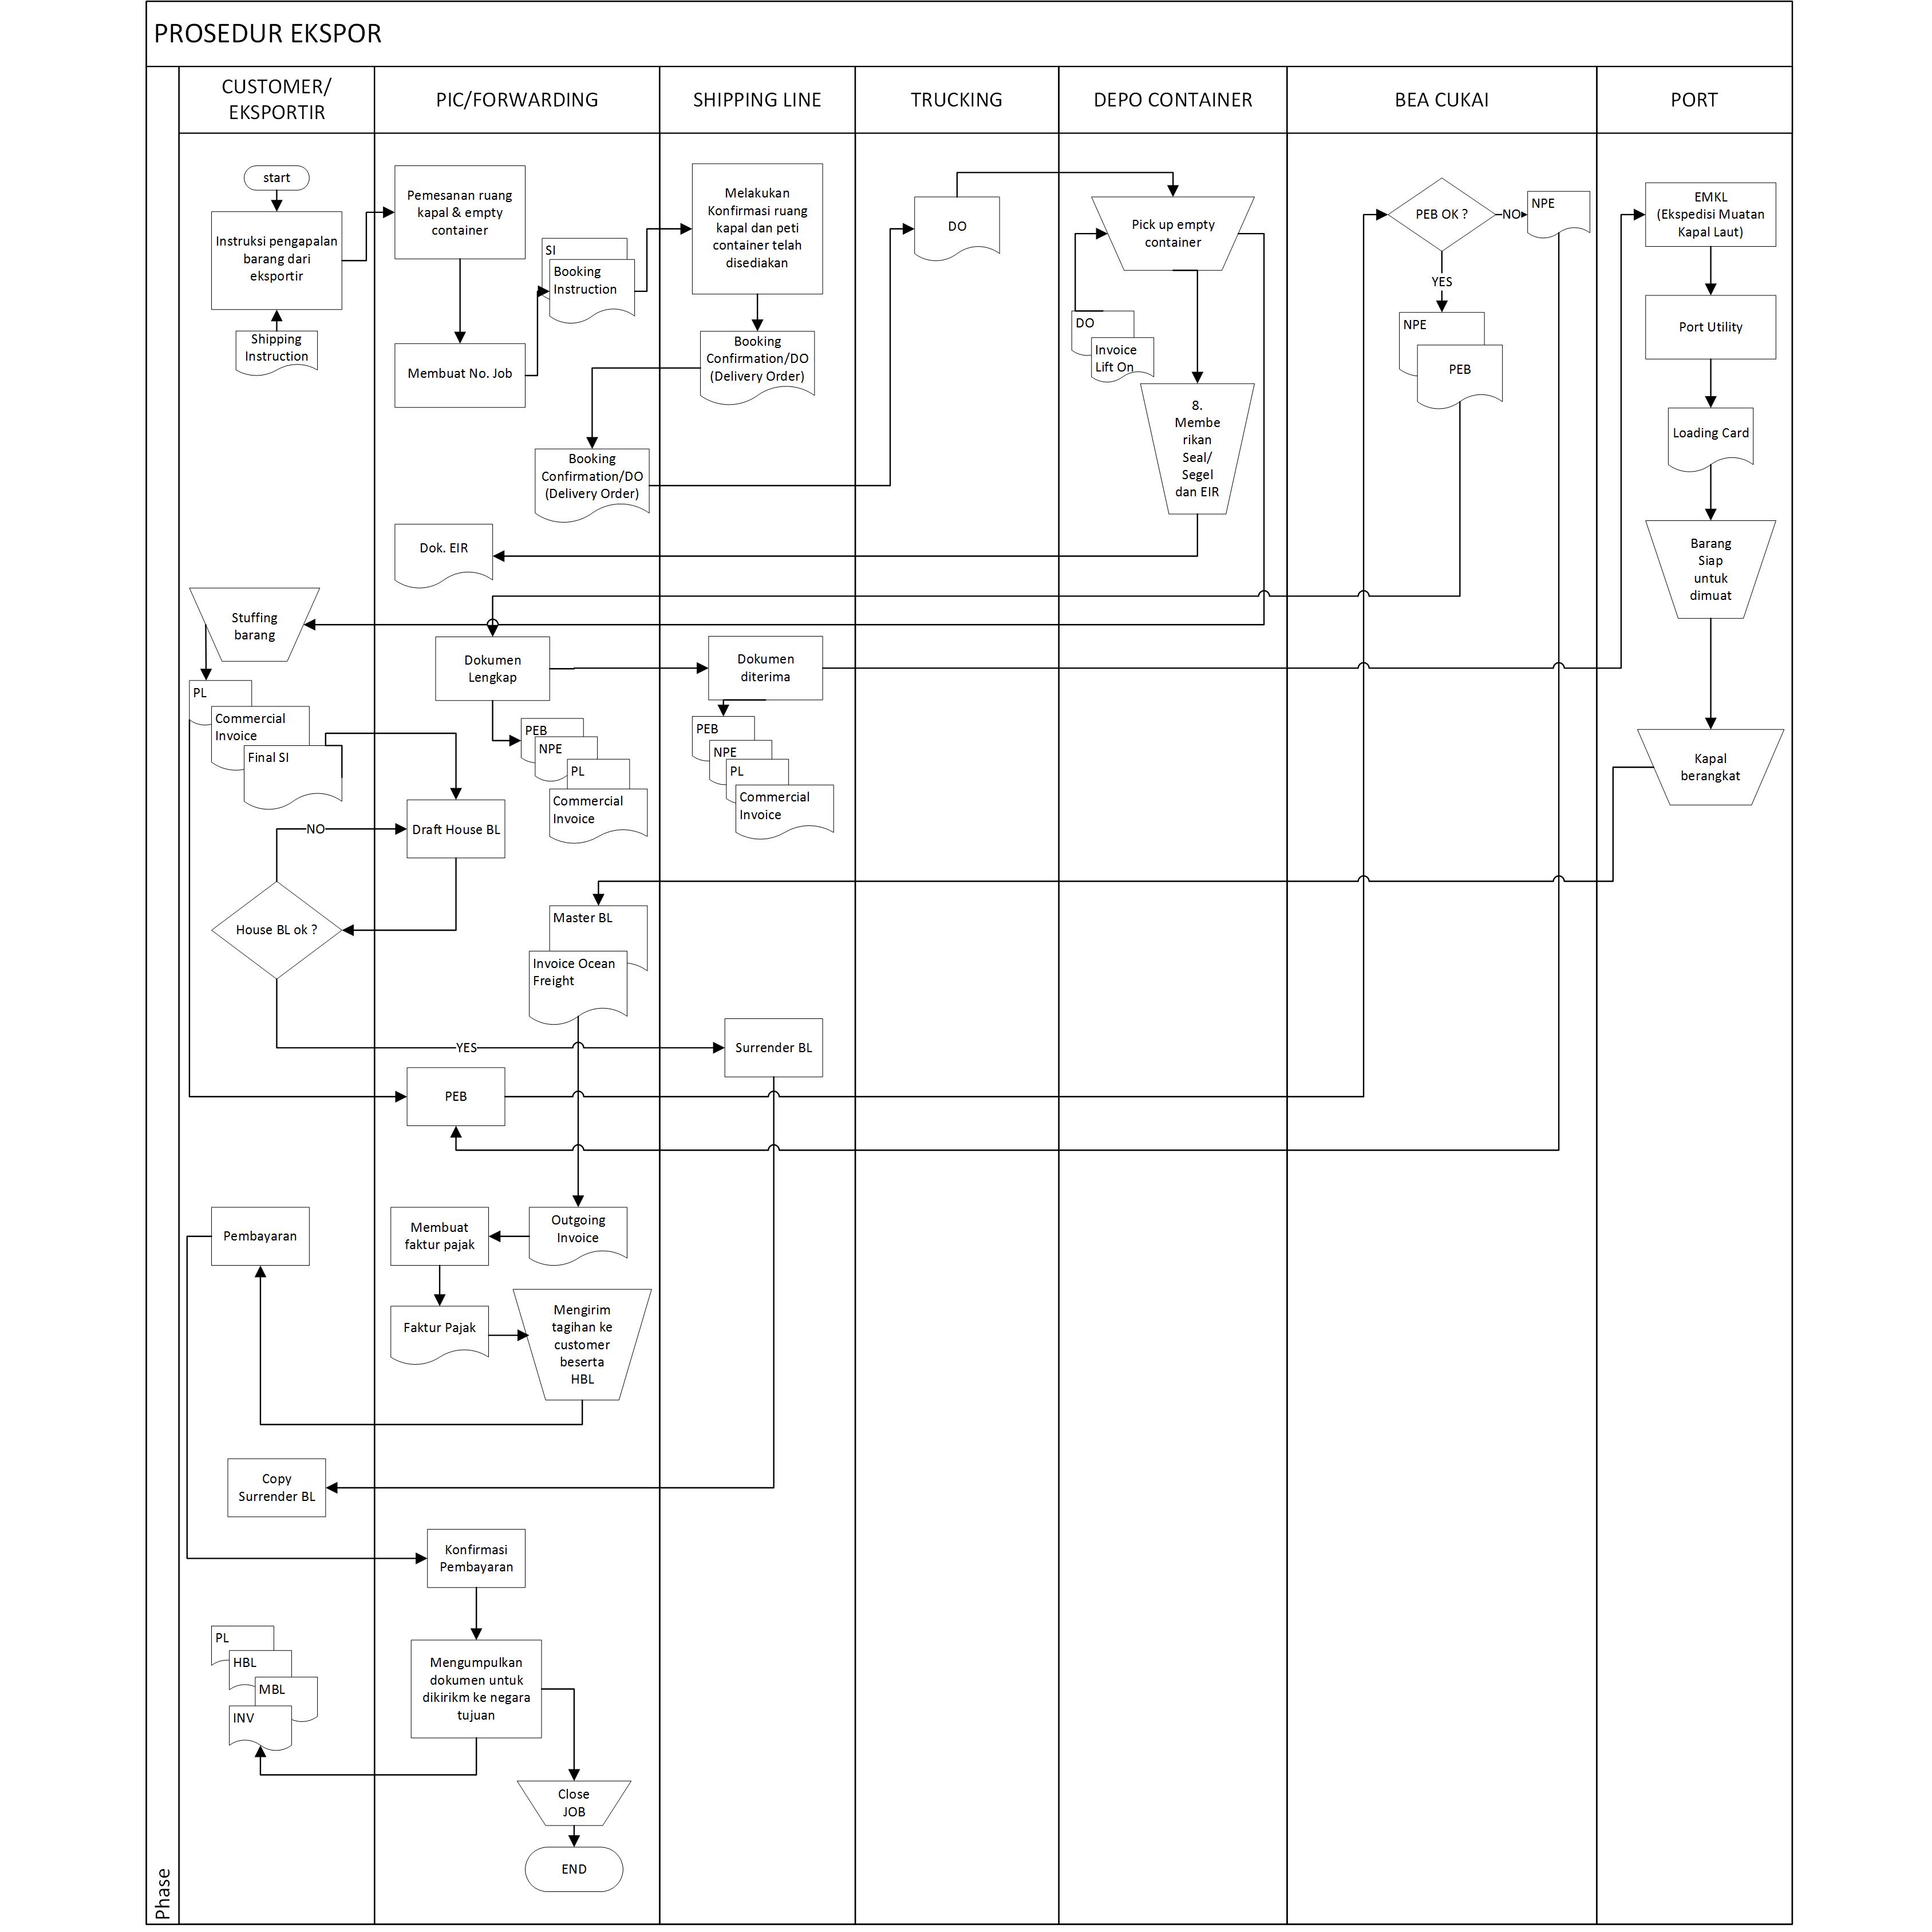 PROSEDUR EKSPOR
Phase
CUSTOMER/
EKSPORTIR
PIC/FORWARDING
SHIPPING LINE
TRUCKING
DEPO CONTAINER
BEA CUKAI
PORT
start
Instruksi pengapalan
barang dari
eksportir
Shipping
Instruction
Pemesanan ruang
kapal & empty
container
Membuat No. Job
SI
Booking
Instruction
Melakukan
Konfirmasi ruang
kapal dan peti
container telah
disediakan
Booking
Confirmation/DO
(Delivery Order)
Booking
Confirmation/DO
(Delivery Order)
DO
Pick up empty
container
DO
Invoice
Lift On
8.
Membe
rikan
Seal/
Segel
dan EIR
Dok. EIR
PEB OK ?
NO
NPE
YES
NPE
PEB
EMKL
(Ekspedisi Muatan
Kapal Laut)
Port Utility
Loading Card
Barang
Siap
untuk
dimuat
Kapal
berangkat
Stuffing
barang
PL
Commercial
Invoice
Final SI
Dokumen
Lengkap
PEB
NPE
PL
Commercial
Invoice
Dokumen
diterima
PEB
NPE
PL
Commercial
Invoice
NO
Draft House BL
House BL ok ?
Master BL
Invoice Ocean
Freight
YES
Surrender BL
PEB
Pembayaran
Membuat
faktur pajak
Outgoing
Invoice
Faktur Pajak
Mengirim
tagihan ke
customer
beserta
HBL
Copy
Surrender BL
Konfirmasi
Pembayaran
PL
HBL
MBL
INV
Mengumpulkan
dokumen untuk
dikirikm ke negara
tujuan
Close
JOB
END